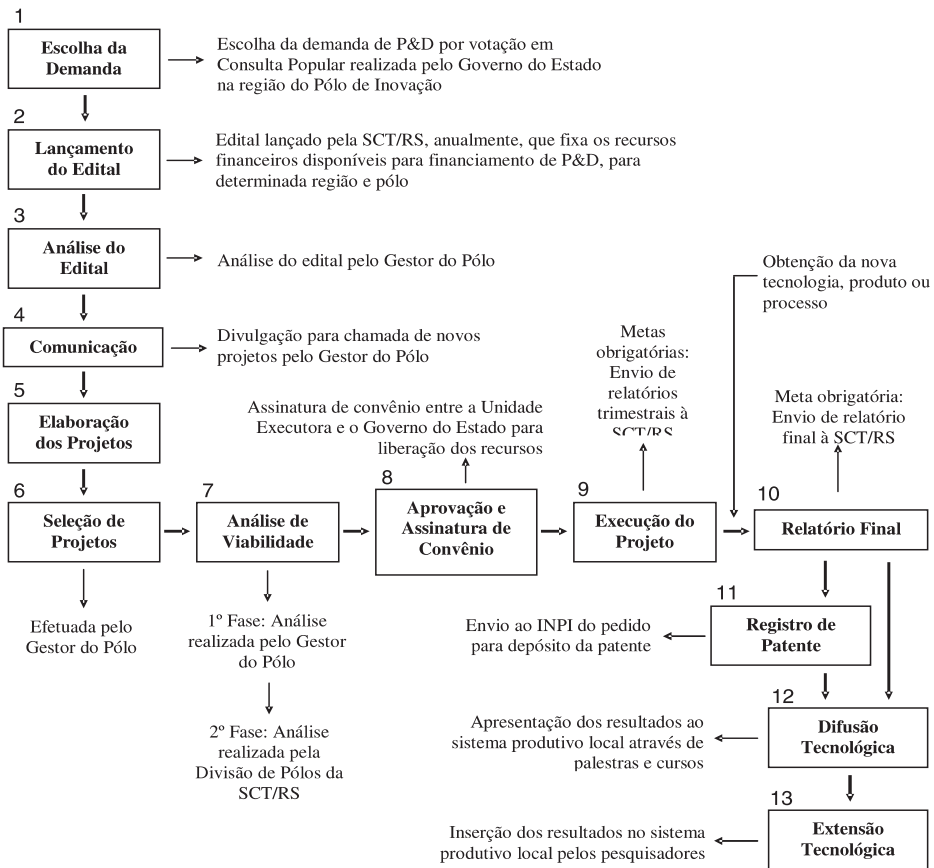 1
Escolha da
Demanda
Escolha da demanda de P&D por votação em
Consulta Popular realizada pelo Governo do Estado
na região do Pólo de Inovação
2
Lançamento
do Edital
Edital lançado pela SCT/RS, anualmente, que fixa os recursos
financeiros disponíveis para financiamento de P&D, para
determinada região e pólo
3
Análise do
Edital
Análise do edital pelo Gestor do Pólo
4
Comunicação
Divulgação para chamada de novos
projetos pelo Gestor do Pólo
5
Elaboração
dos Projetos
6
Seleção de
Projetos
Efetuada pelo
Gestor do Pólo
7
Análise de
Viabilidade
1º Fase: Análise
realizada pelo Gestor
do Pólo
2º Fase: Análise
realizada pela
Divisão de Pólos da
SCT/RS
Assinatura de convênio entre a Unidade
Executora e o Governo do Estado para
liberação dos recursos
8
Aprovação e
Assinatura de
Convênio
Metas
obrigatórias:
Envio de
relatórios
trimestrais à
SCT/RS
9
Execução do
Projeto
Obtenção da nova
tecnologia, produto ou
processo
Meta obrigatória:
Envio de relatório
final à SCT/RS
10
Relatório Final
11
Registro de
Patente
Envio ao INPI do pedido
para depósito da patente
12
Difusão
Tecnológica
Apresentação dos resultados ao
sistema produtivo local através de
palestras e cursos
13
Extensão
Tecnológica
Inserção dos resultados no sistema
produtivo local pelos pesquisadores